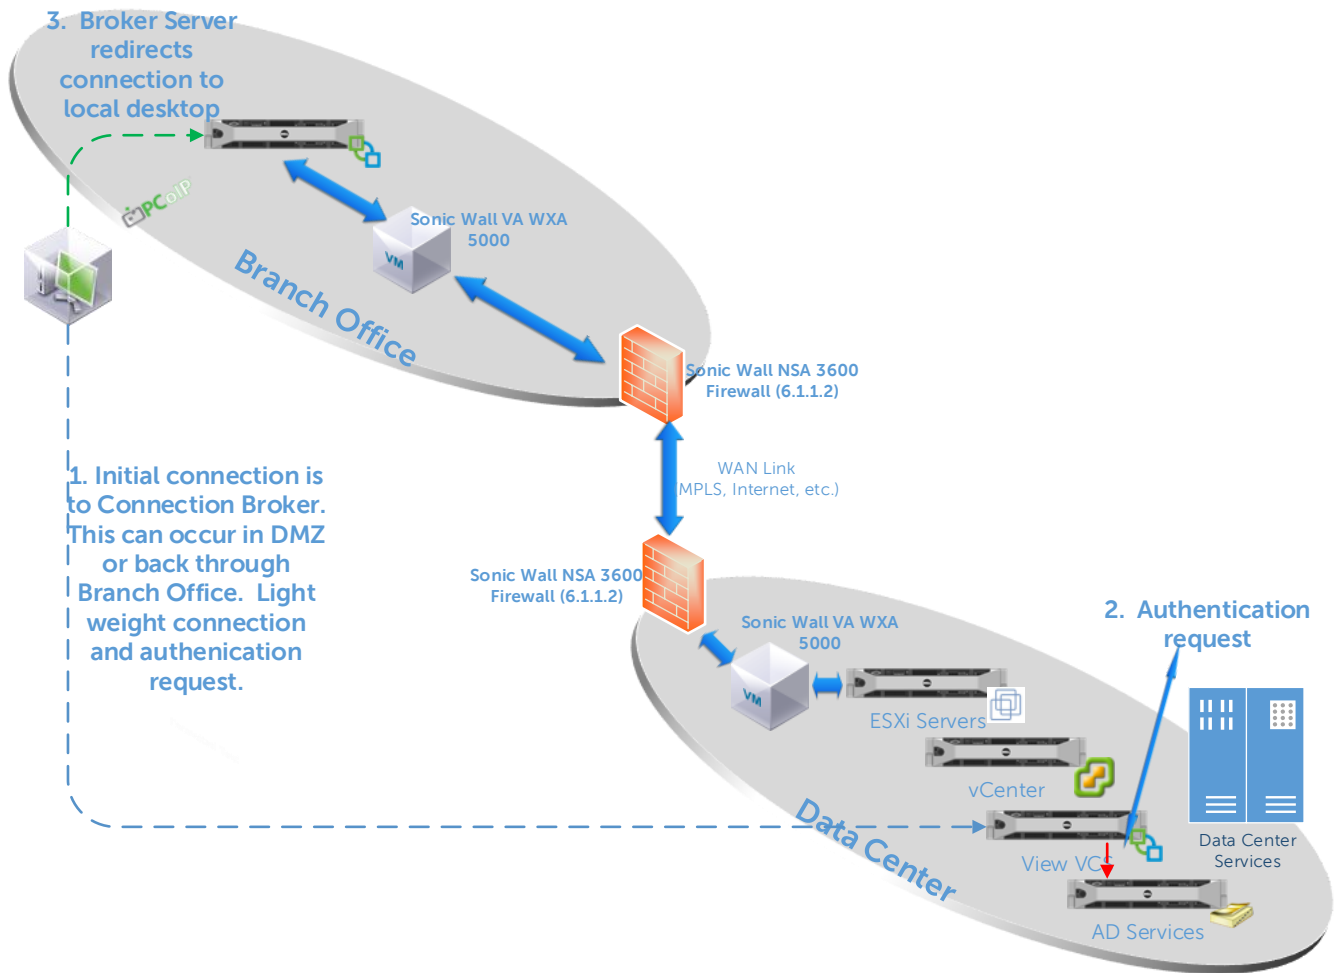 3. Broker Server
redirects
connection to
local desktop
PCoIP
Sonic Wall VA WXA
5000
VM
Branch Office
Sonic Wall NSA 3600
Firewall (6.1.1.2)
WAN Link
(MPLS, Internet, etc.)
1. Initial connection is
to Connection Broker.
This can occur in DMZ
or back through
Branch Office. Light
weight connection
and authenication
request.
Sonic Wall NSA 3600
Firewall (6.1.1.2)
2. Authentication
request
Sonic Wall VA WXA
5000
VM
ESXi Servers
vCenter
Data Center
View VCS
Data Center
Services
AD Services